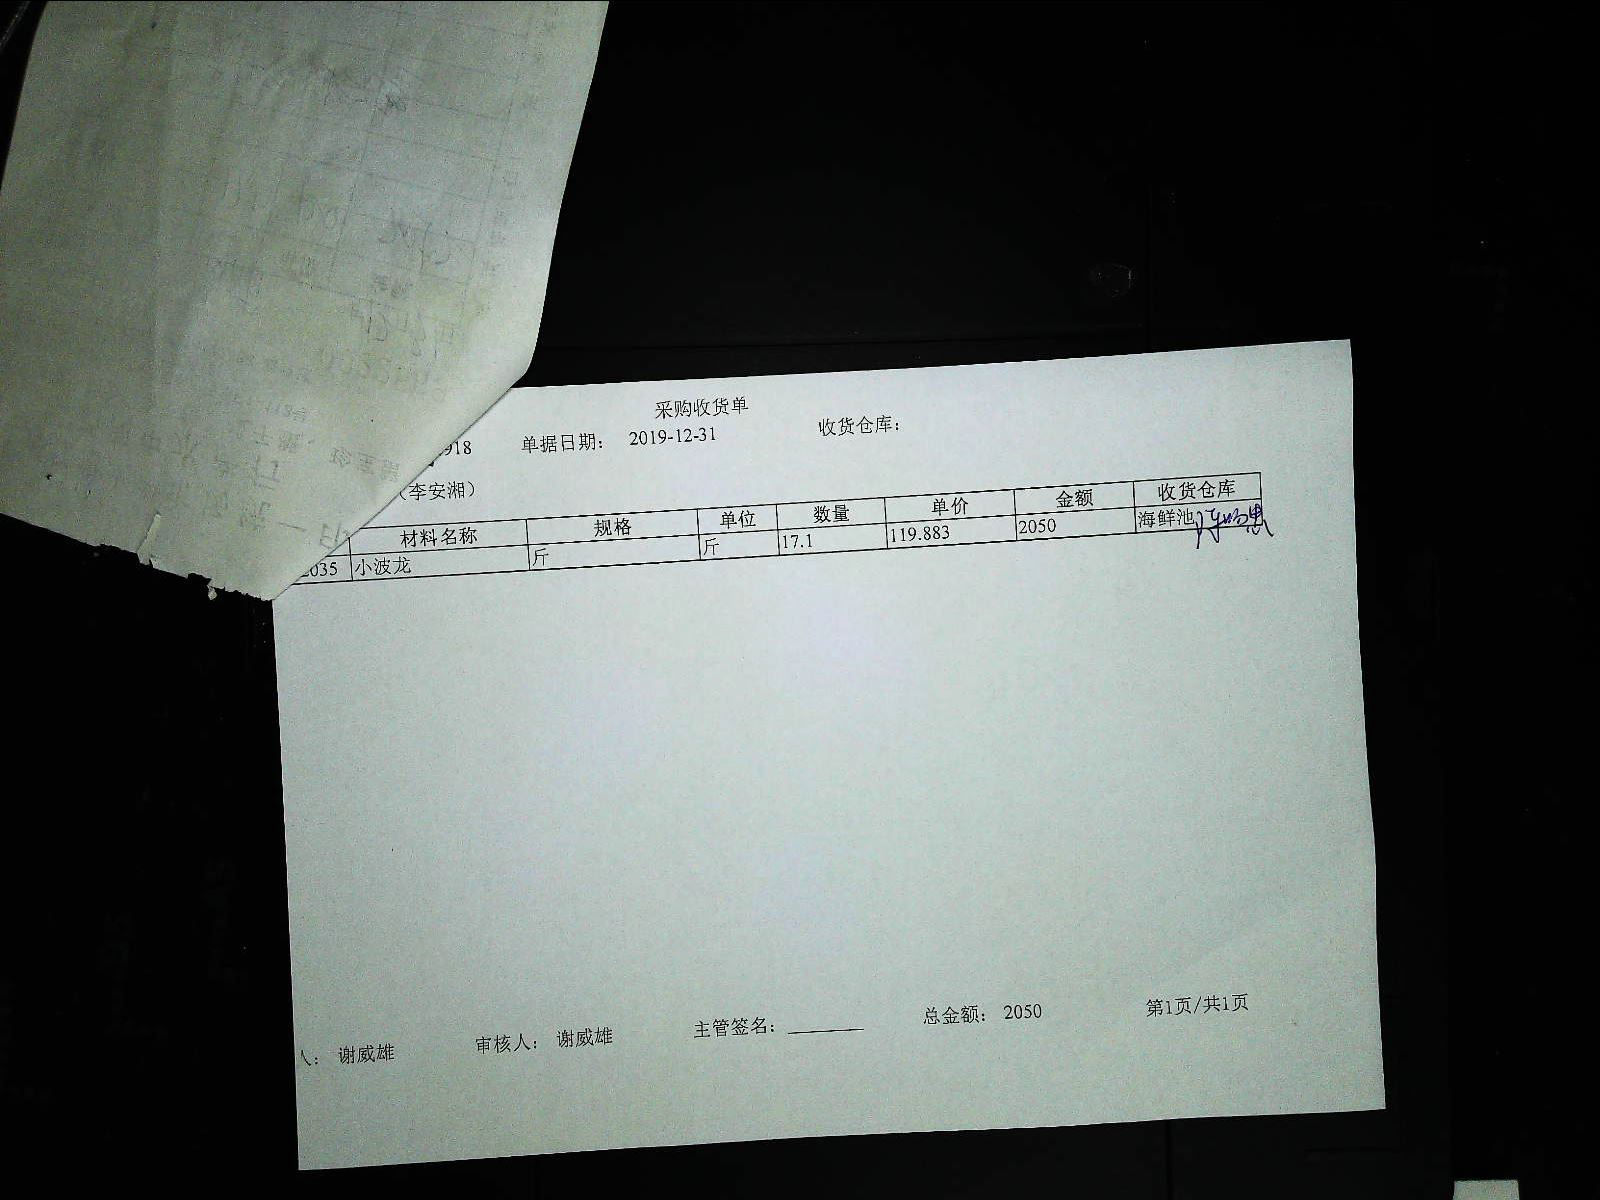 采购收货单
918 单据日期： 2019-12-31 收货仓库：
（李安湘）
材料名称 规格 单位 数量 单价 金额 收货仓库
035 小波龙 斤 斤 17.1 119.883 2050 海鲜池
人： 谢威雄 审核人： 谢威雄 主管签名： 总金额： 2050 第1页/共1页